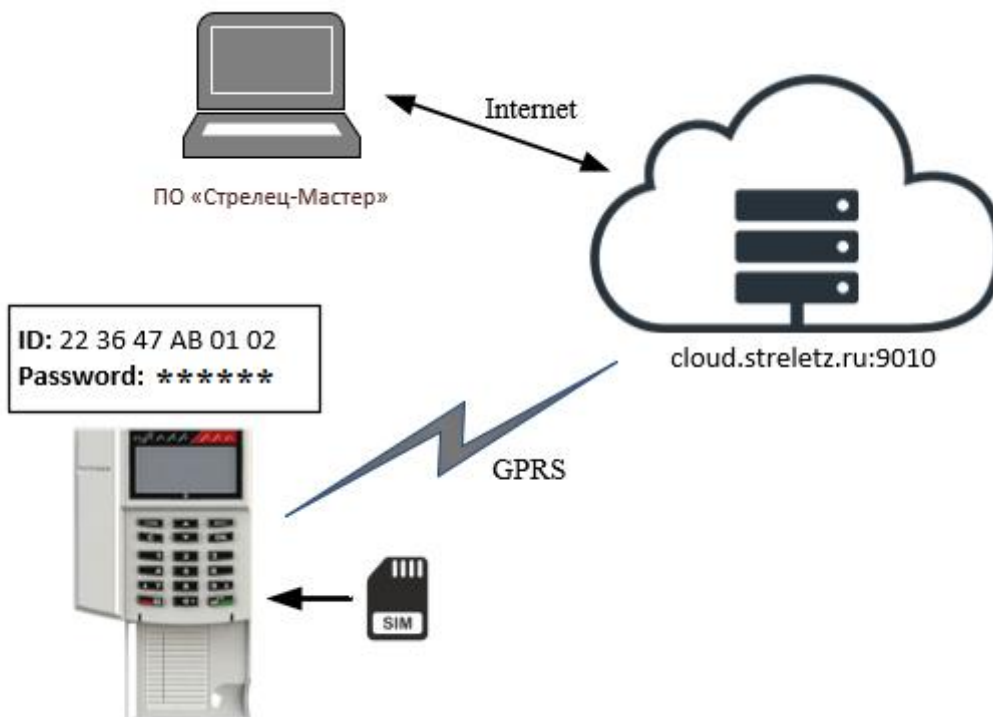 Internet
ПО «Стрелец-Мастер»
cloud.streletz.ru:9010
ID: 22 36 47 AB 01 02
Password: ******
GPRS
SIM